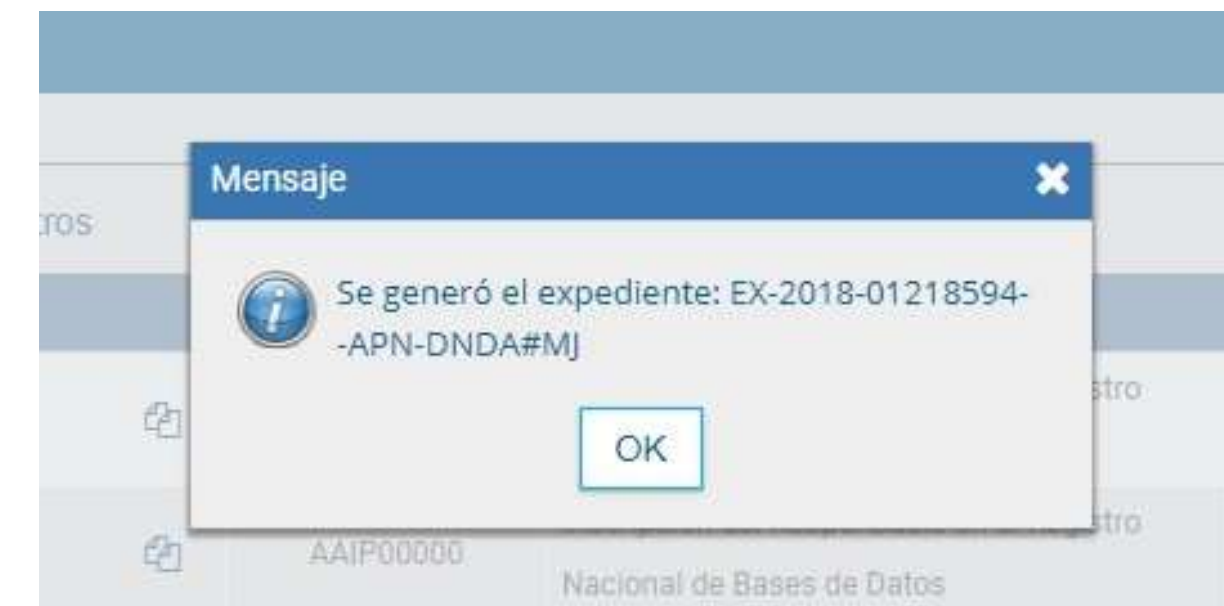 Mensaje
tros
Se generó el expediente: EX-2018-01218594-
-APN-DNDA#MJ
stro
OK
AAIP00000
stro
Nacional de Bases de Datos